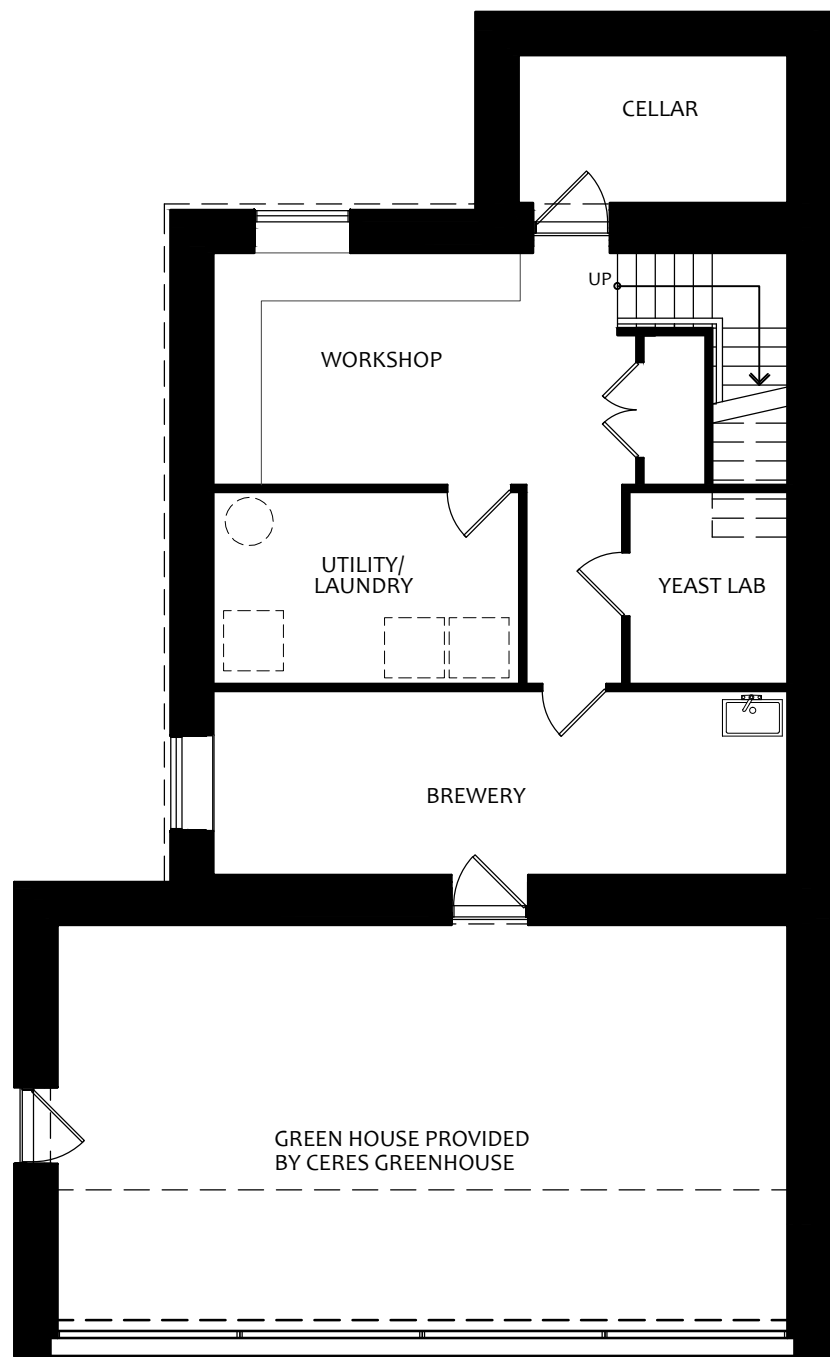 CELLAR
UP
WORKSHOP
UTILITY/
LAUNDRY
YEAST LAB
BREWERY
GREEN HOUSE PROVIDED
BY CERES GREENHOUSE